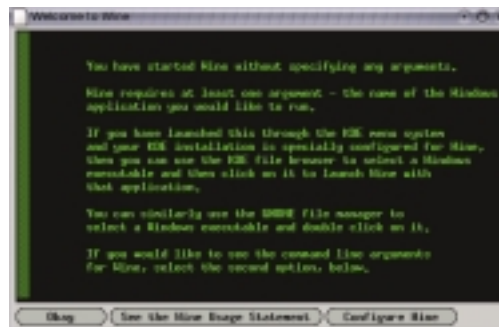 Welcome to Wine
You have started Wine without specifying any arguments.
Wine requires at least one argument - the name of the Windows
application you would like to run.
If you have launched this through the KDE menu system
and your KDE installation is specially configured for Wine,
then you can use the KDE file browser to select a Windows
executable and then click on it to launch Wine with
that application.
You can similarly use the GNOME file manager to
select a Windows executable and double click on it.
If you would like to see the command line arguments
for Wine, select the second option, below.
Okay
See the Wine Usage Statement
Configure Wine